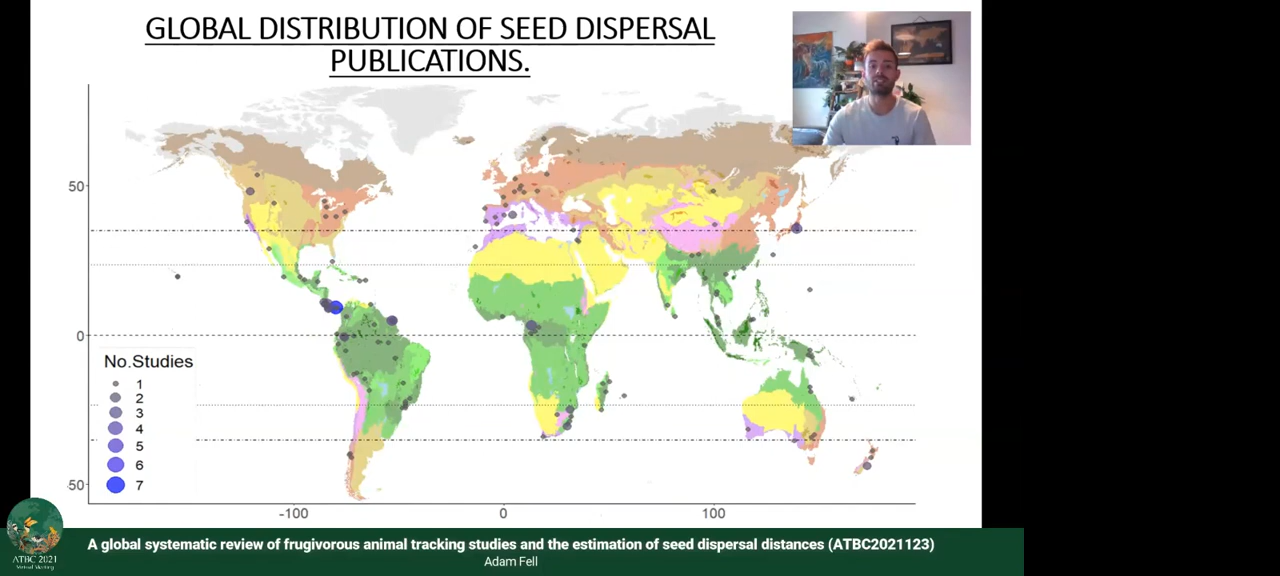 GLOBAL DISTRIBUTION OF SEED DISPERSAL
PUBLICATIONS.
50
0
50
No.Studies
1
2
3
4
5
6
7
-100
0
100
ATBC 2021
Virtual Meeting
A global systematic review of frugivorous animal tracking studies and the estimation of seed dispersal distances (ATBC2021123)
Adam Fell